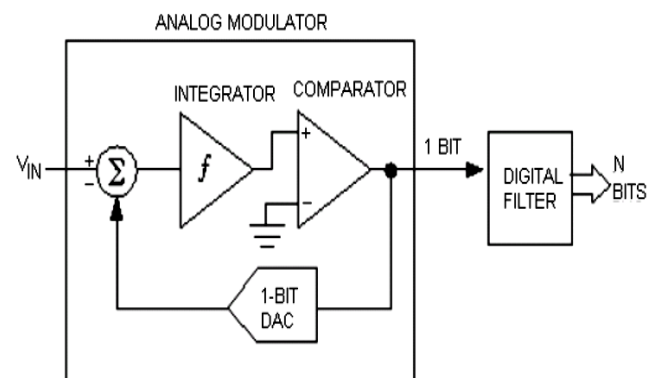 ANALOG MODULATOR
INTEGRATOR
COMPARATOR
VIN
+
−
Σ
∫
+
−
1 BIT
DIGITAL
FILTER
N
BITS
1-BIT
DAC